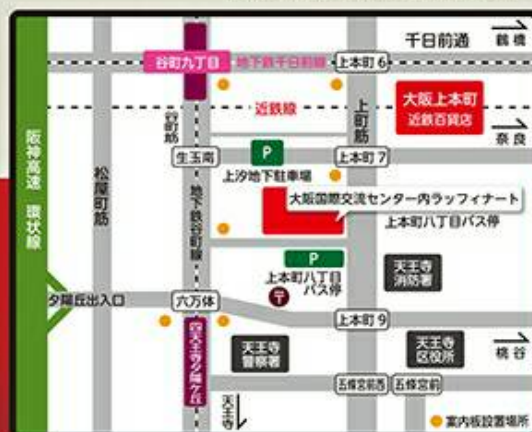 千日前通
鶴橋
谷町九丁目
地下鉄千日前線
上本町6
近鉄線
大阪上本町
近鉄百貨店
奈良
阪神高速 環状線
松屋町筋
谷町筋
上町筋
生玉南
P
上本町7
上汐地下駐車場
地下鉄谷町線
大阪国際交流センター内ラッフィナート
上本町八丁目バス停
P
上本町八丁目
バス停
〒
天王寺
消防署
夕陽丘出入口
六万体
上本町9
四天王寺夕陽ケ丘
天王寺
警察署
天王寺
区役所
桃谷
五條宮前西
五條宮前
天王寺
案内板設置場所